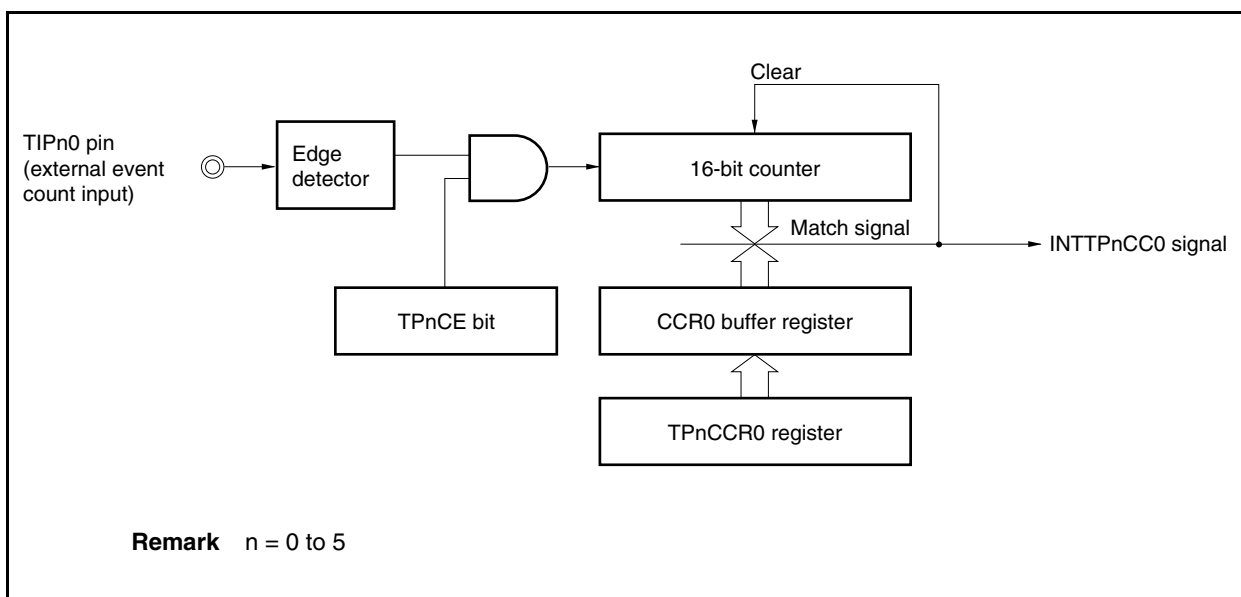 Clear
TIPn0 pin
(external event
count input)
Edge
detector
16-bit counter
Match signal
INTTPnCC0 signal
TPnCE bit
CCR0 buffer register
TPnCCR0 register
Remark n = 0 to 5